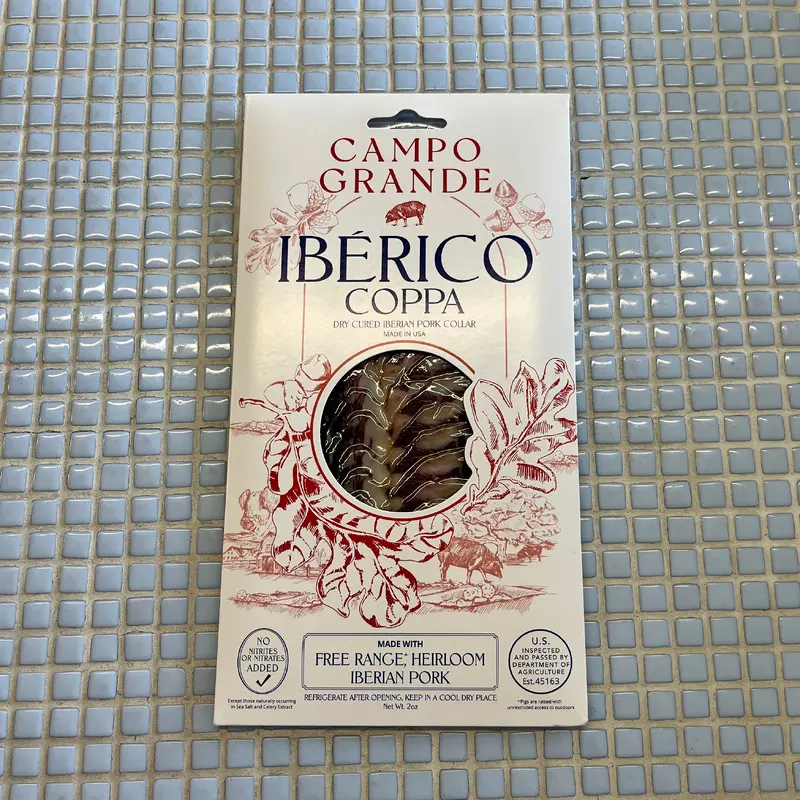 CAMPO
GRANDE
IBÉRICO
COPPA
DRY CURED IBERIAN PORK COLLAR
MADE IN USA
NO
NITRITES
OR NITRATES
ADDED
Except those naturally occurring
in Sea Salt and Celery Extract
MADE WITH
FREE RANGE,* HEIRLOOM
IBERIAN PORK
REFRIGERATE AFTER OPENING, KEEP IN A COOL DRY PLACE
Net Wt. 2oz
U.S.
INSPECTED
AND PASSED BY
DEPARTMENT OF
AGRICULTURE
Est.45163
*Pigs are raised with
unrestricted access to outdoors